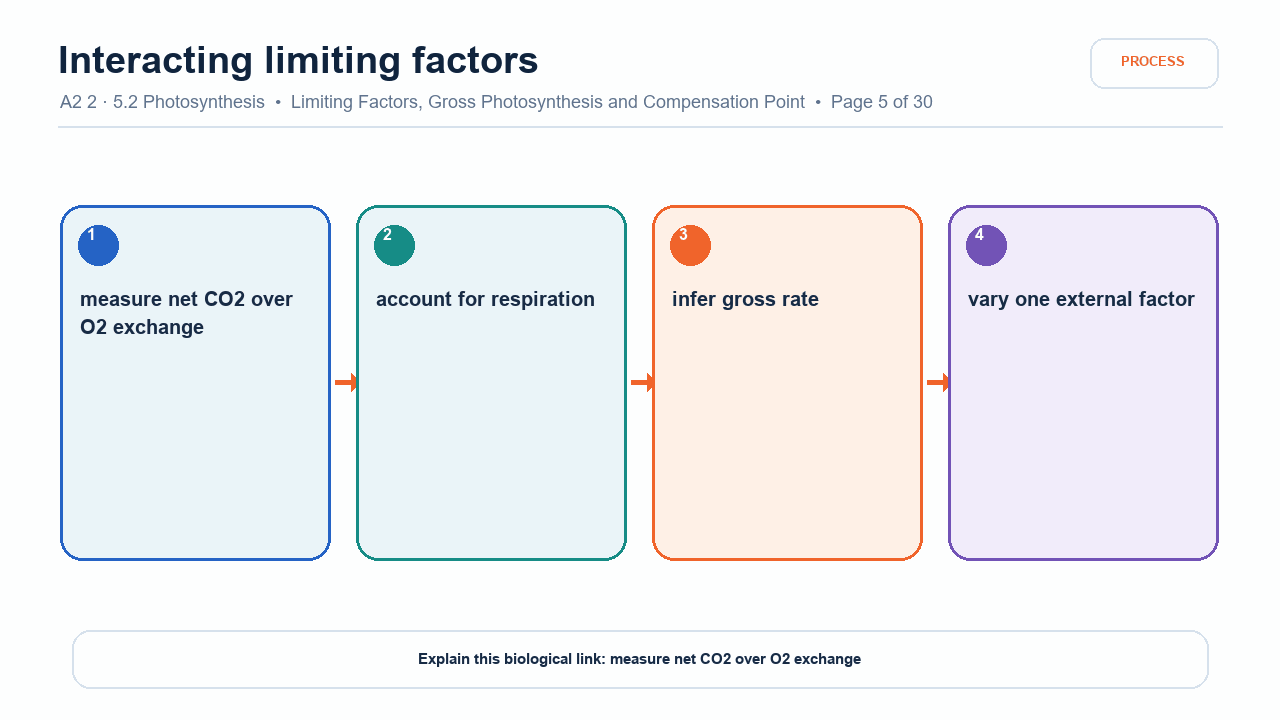 Interacting limiting factors
PROCESS
A2 2 · 5.2 Photosynthesis • Limiting Factors, Gross Photosynthesis and Compensation Point • Page 5 of 30
1
measure net CO2 over
O2 exchange
2
account for respiration
3
infer gross rate
4
vary one external factor
Explain this biological link: measure net CO2 over O2 exchange